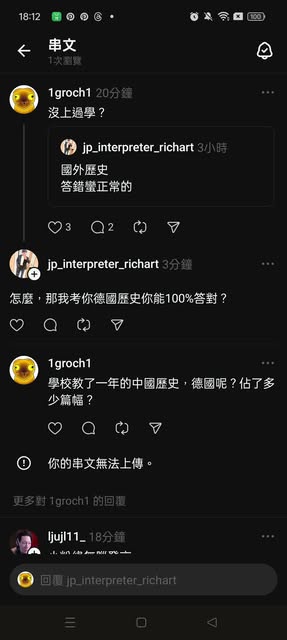 18:12
100
串文
1次瀏覽
1groch1 20分鐘
沒上過學？
jp_interpreter_richart 3小時
國外歷史
答錯蠻正常的
3
2
jp_interpreter_richart 3分鐘
怎麼，那我考你德國歷史你能100%答對？
1groch1
學校教了一年的中國歷史，德國呢？佔了多
少篇幅？
你的串文無法上傳。
更多對 1groch1 的回覆
ljujl11_ 18分鐘
回覆 jp_interpreter_richart